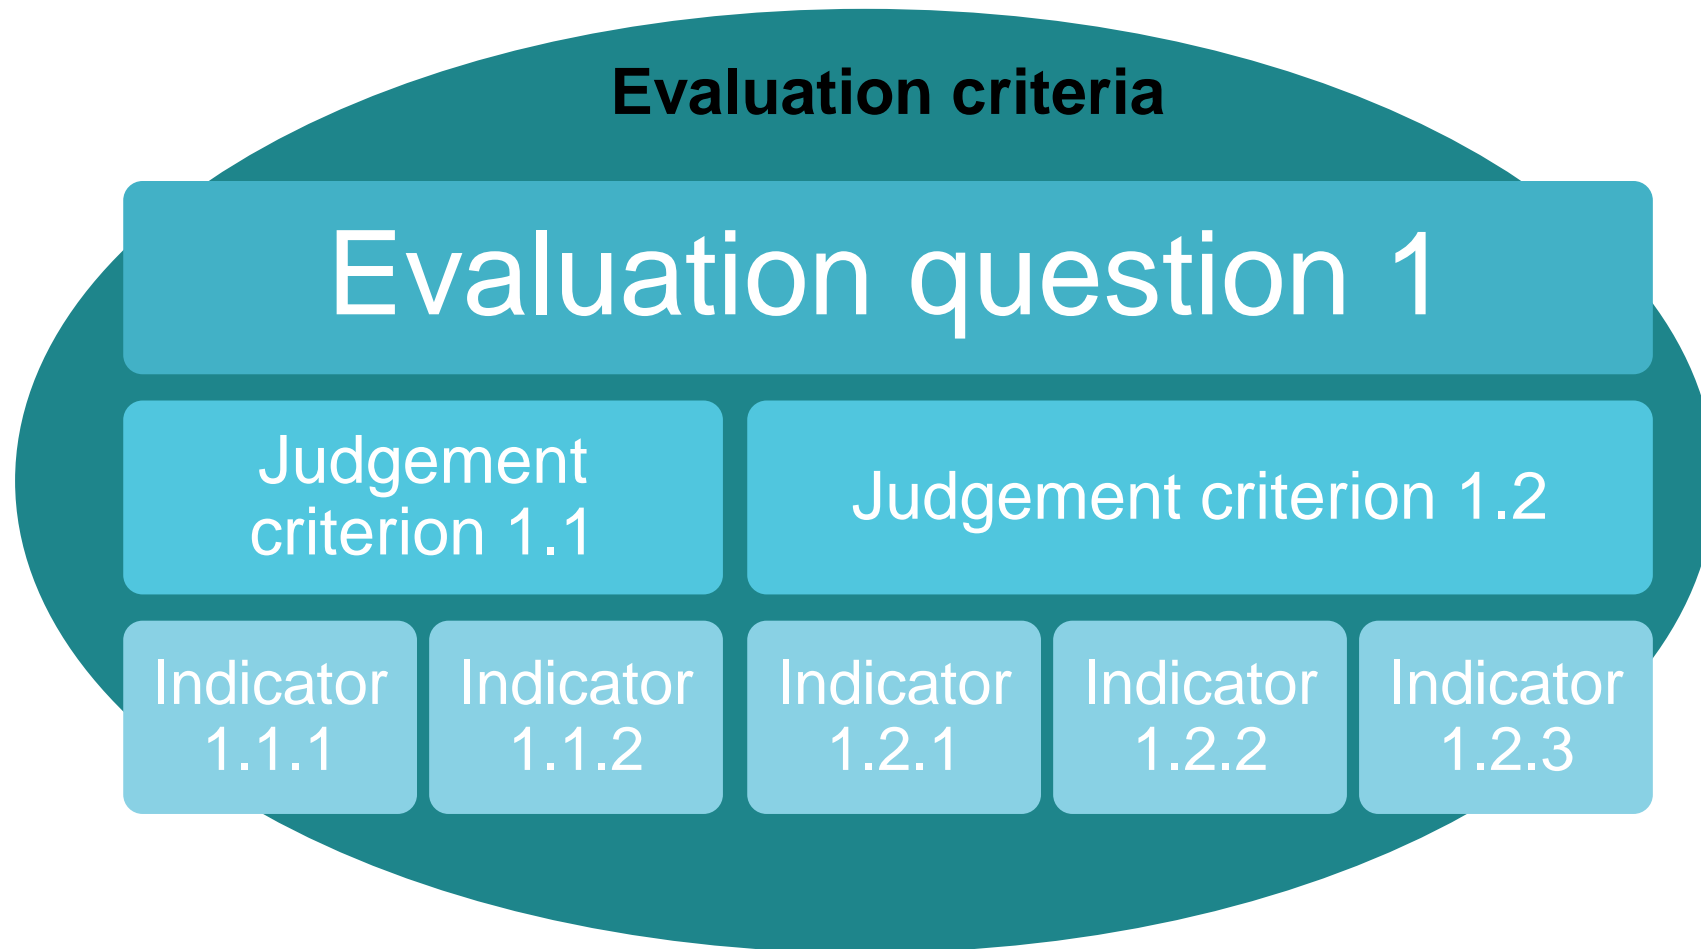 Evaluation criteria
Evaluation question 1
Judgement
criterion 1.1
Judgement criterion 1.2
Indicator
1.1.1
Indicator
1.1.2
Indicator
1.2.1
Indicator
1.2.2
Indicator
1.2.3